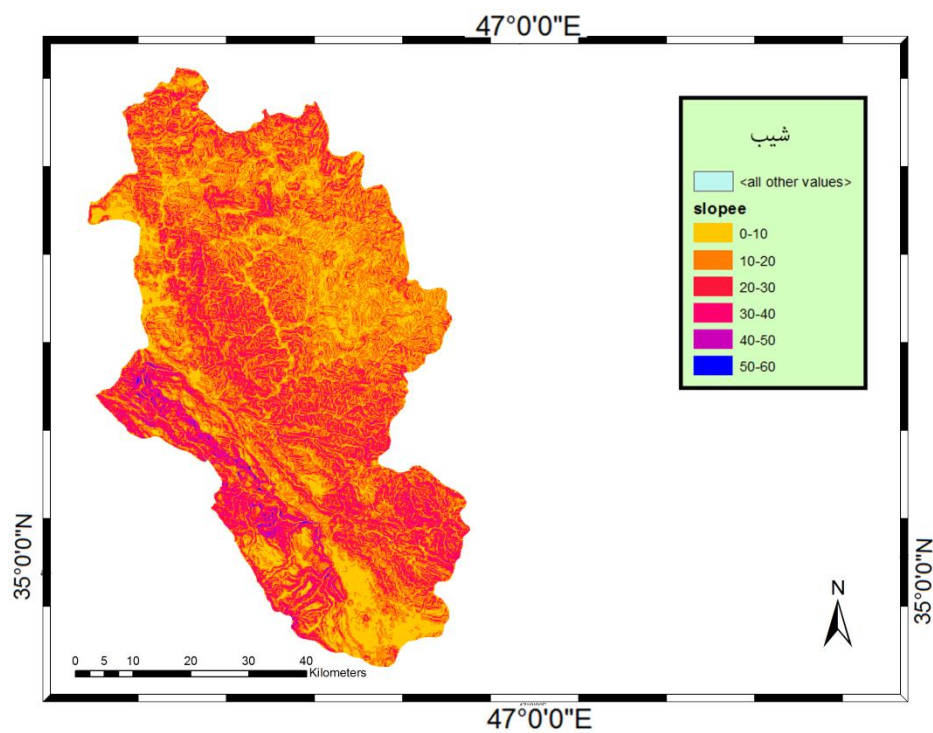 47°0'0"E
شیب
<all other values>
slopee
0-10
10-20
20-30
30-40
40-50
50-60
35°0'0"N
35°0'0"N
N
0 5 10 20 30 40
Kilometers
47°0'0"E